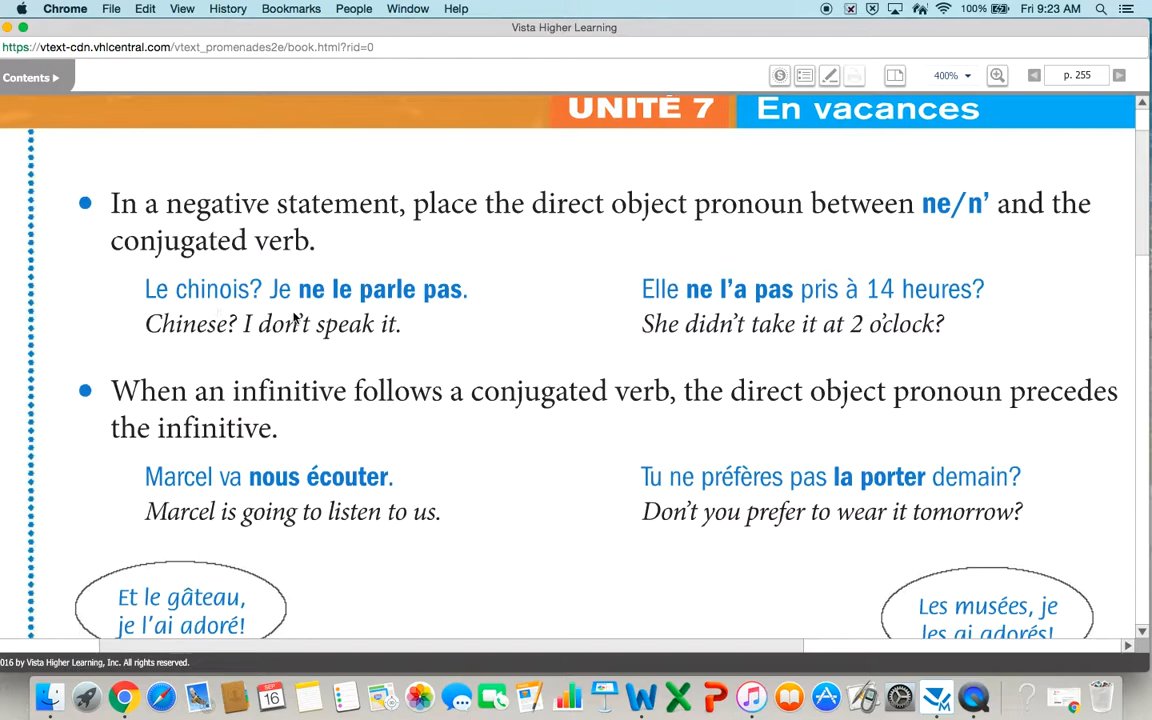 Chrome File Edit View History Bookmarks People Window Help 100% Fri 9:23 AM
Vista Higher Learning
https://vtext-cdn.vhlcentral.com/vtext_promenades2e/book.html?rid=0
Contents 400% p. 255
UNITÉ 7 En vacances
• In a negative statement, place the direct object pronoun between ne/n’ and the
conjugated verb.
Le chinois? Je ne le parle pas. Elle ne l’a pas pris à 14 heures?
Chinese? I don’t speak it. She didn’t take it at 2 o’clock?
• When an infinitive follows a conjugated verb, the direct object pronoun precedes
the infinitive.
Marcel va nous écouter. Tu ne préfères pas la porter demain?
Marcel is going to listen to us. Don’t you prefer to wear it tomorrow?
Et le gâteau,
je l’ai adoré!
Les musées, je
les ai adorés!
016 by Vista Higher Learning, Inc. All rights reserved.
SEP
16